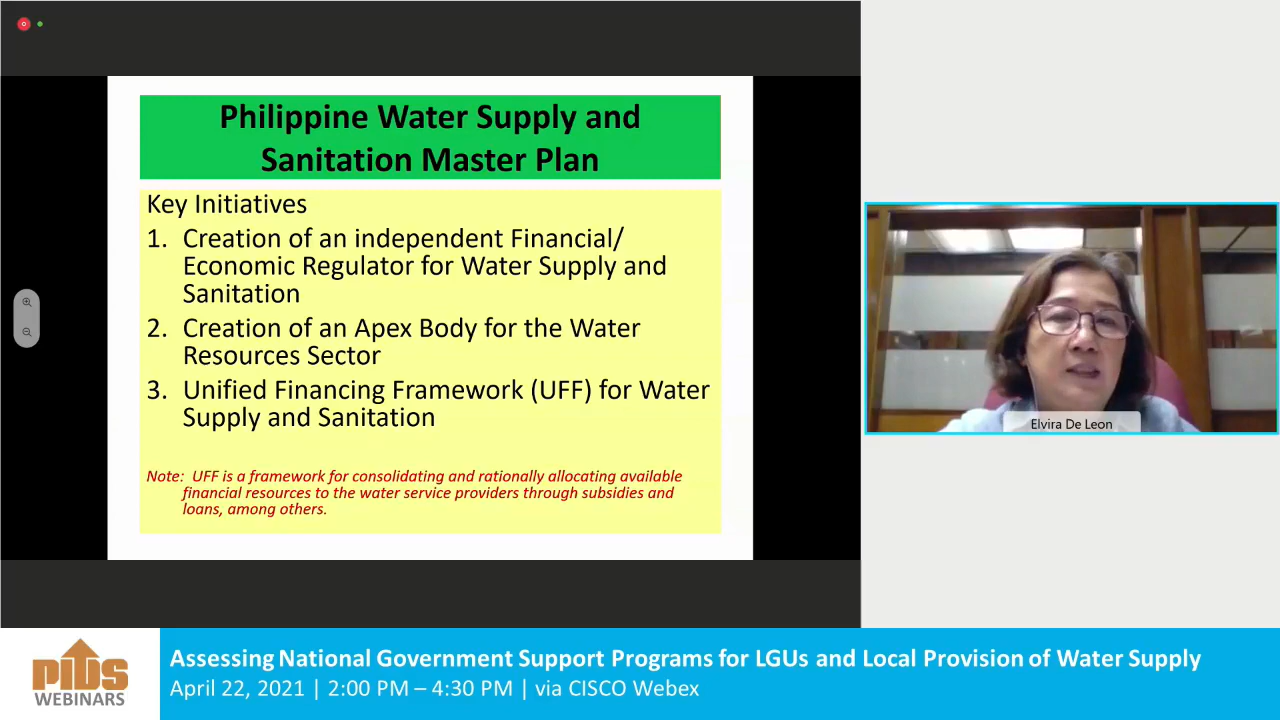 Philippine Water Supply and
Sanitation Master Plan
Key Initiatives
1. Creation of an independent Financial/
Economic Regulator for Water Supply and
Sanitation
2. Creation of an Apex Body for the Water
Resources Sector
3. Unified Financing Framework (UFF) for Water
Supply and Sanitation
Note: UFF is a framework for consolidating and rationally allocating available
financial resources to the water service providers through subsidies and
loans, among others.
Elvira De Leon
PIDS
WEBINARS
Assessing National Government Support Programs for LGUs and Local Provision of Water Supply
April 22, 2021 | 2:00 PM – 4:30 PM | via CISCO Webex